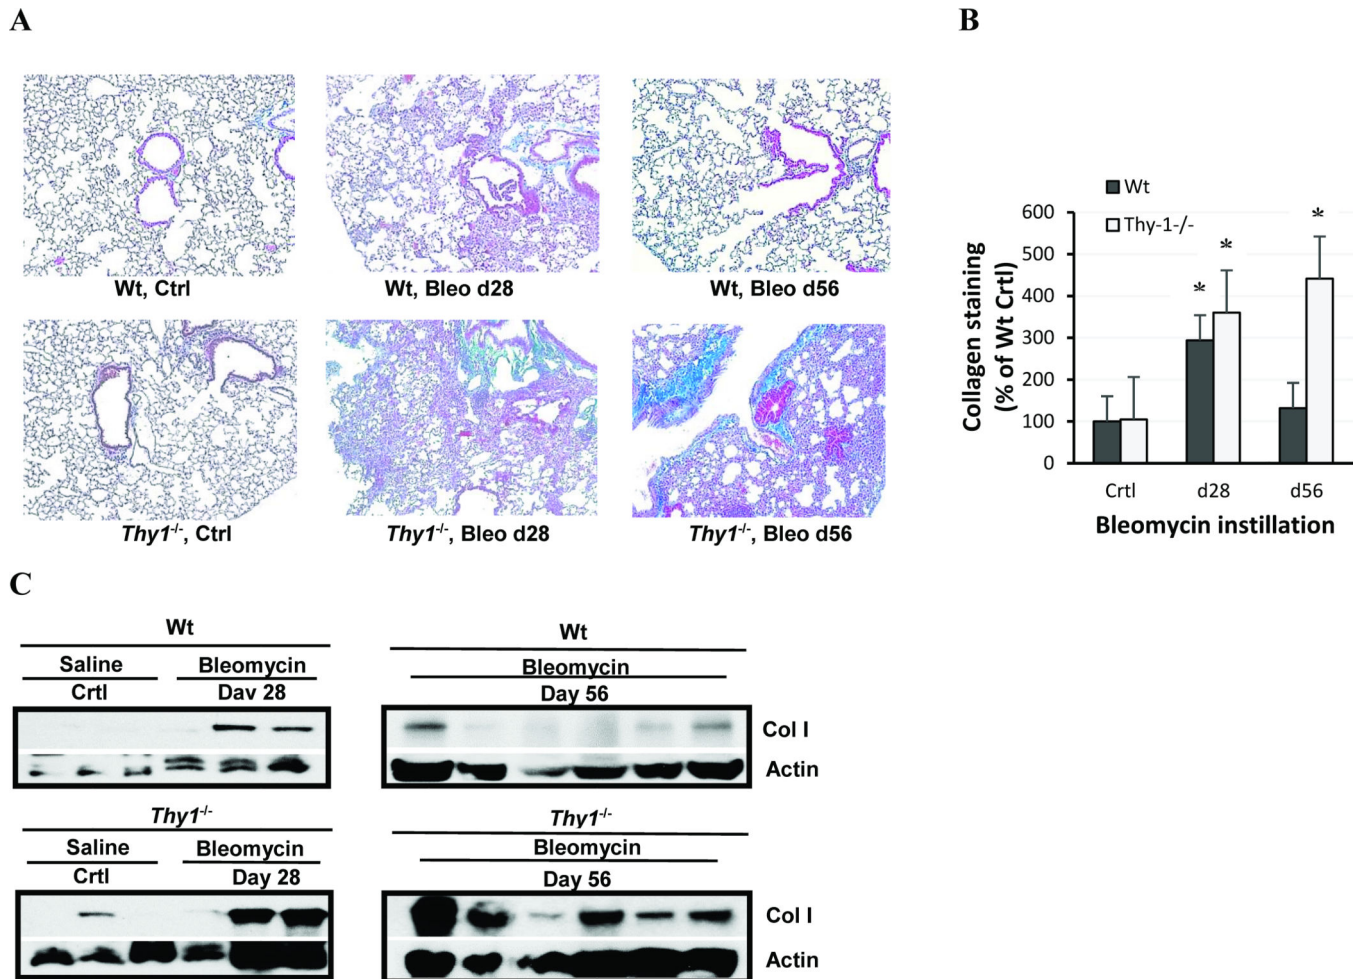 A
B
Wt, Ctrl
Wt, Bleo d28
Wt, Bleo d56
Thy1-/-, Ctrl
Thy1-/-, Bleo d28
Thy1-/-, Bleo d56
Wt
Thy-1-/-
Collagen staining
(% of Wt Crtl)
600
500
400
300
200
100
0
*
*
*
Crtl
d28
d56
Bleomycin instillation
C
Wt
Saline
Bleomycin
Crtl
Dav 28
Wt
Bleomycin
Day 56
Col I
Actin
Thy1-/-
Saline
Bleomycin
Crtl
Day 28
Thy1-/-
Bleomycin
Day 56
Col I
Actin